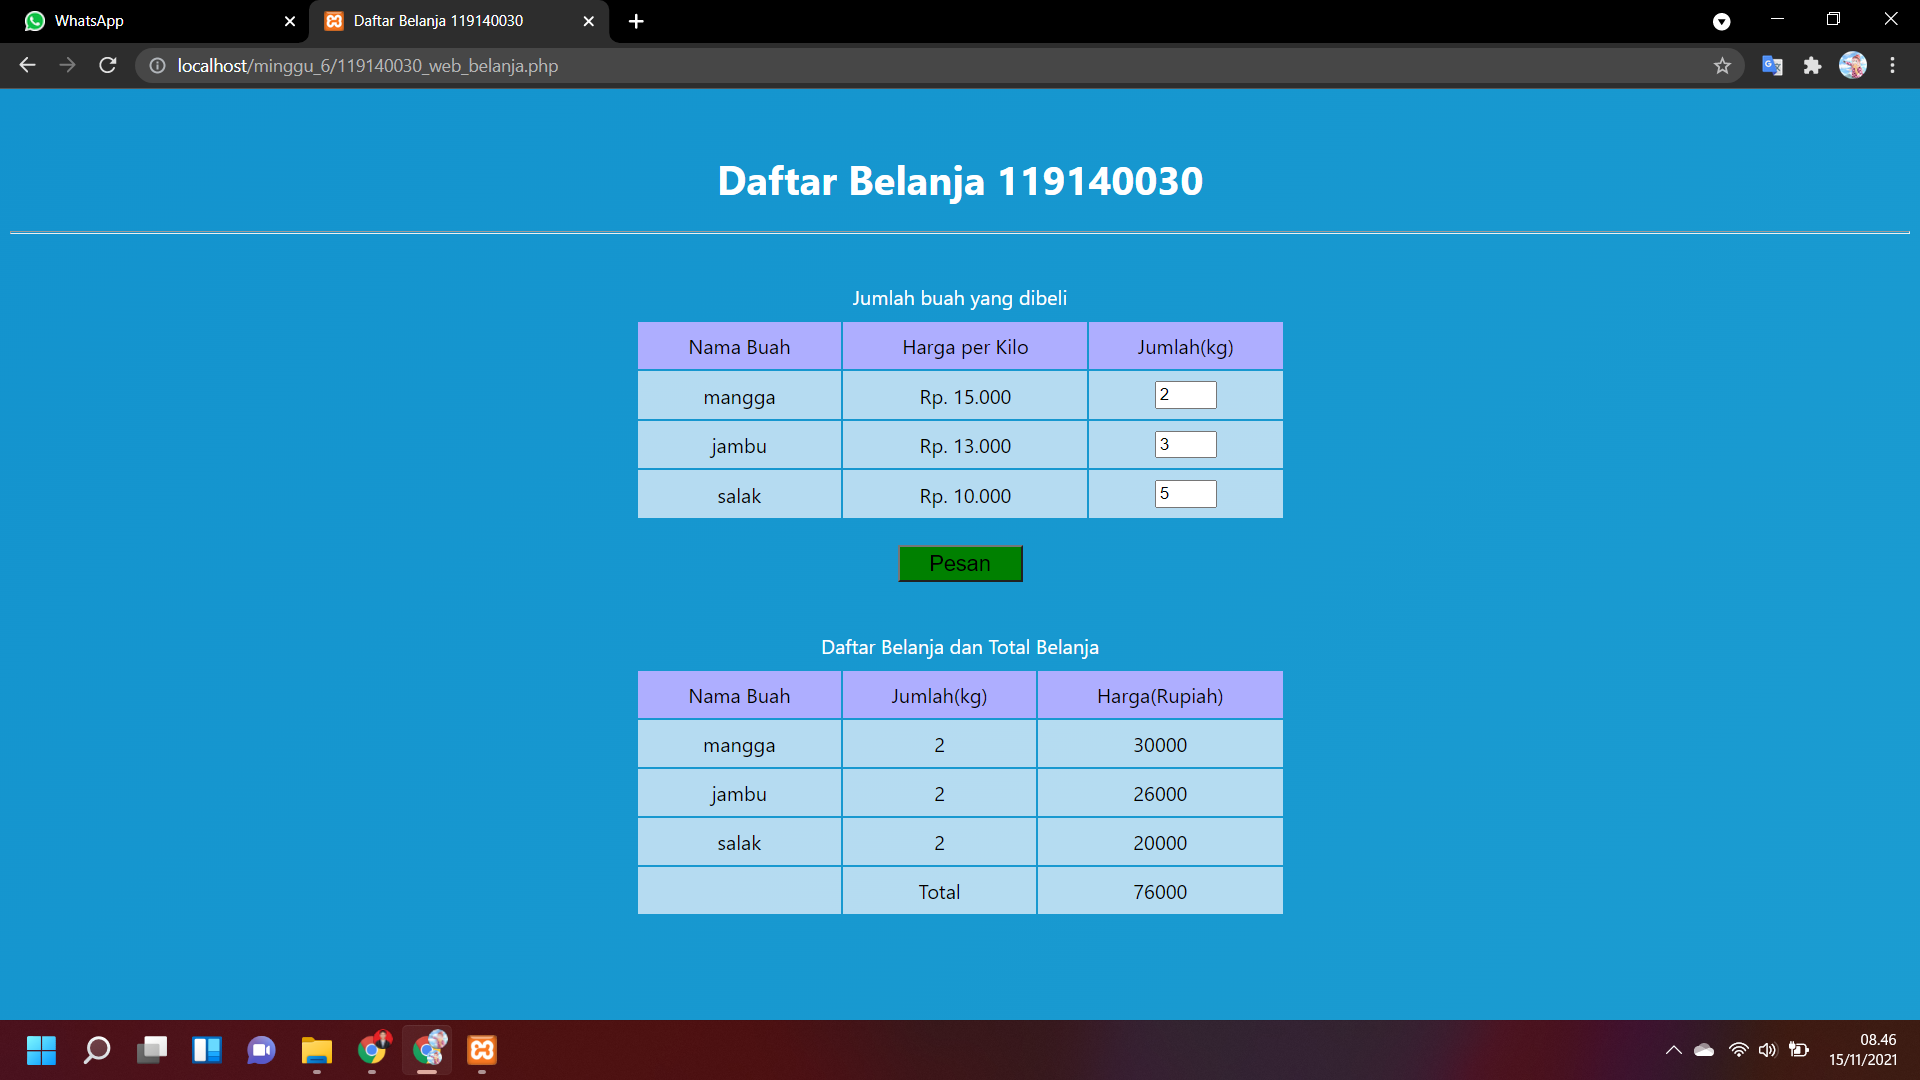 WhatsApp
Daftar Belanja 119140030
localhost/minggu_6/119140030_web_belanja.php
Daftar Belanja 119140030
Jumlah buah yang dibeli
Nama Buah Harga per Kilo Jumlah(kg)
mangga Rp. 15.000 2
jambu Rp. 13.000 3
salak Rp. 10.000 5
Pesan
Daftar Belanja dan Total Belanja
Nama Buah Jumlah(kg) Harga(Rupiah)
mangga 2 30000
jambu 2 26000
salak 2 20000
Total 76000
08.46
15/11/2021